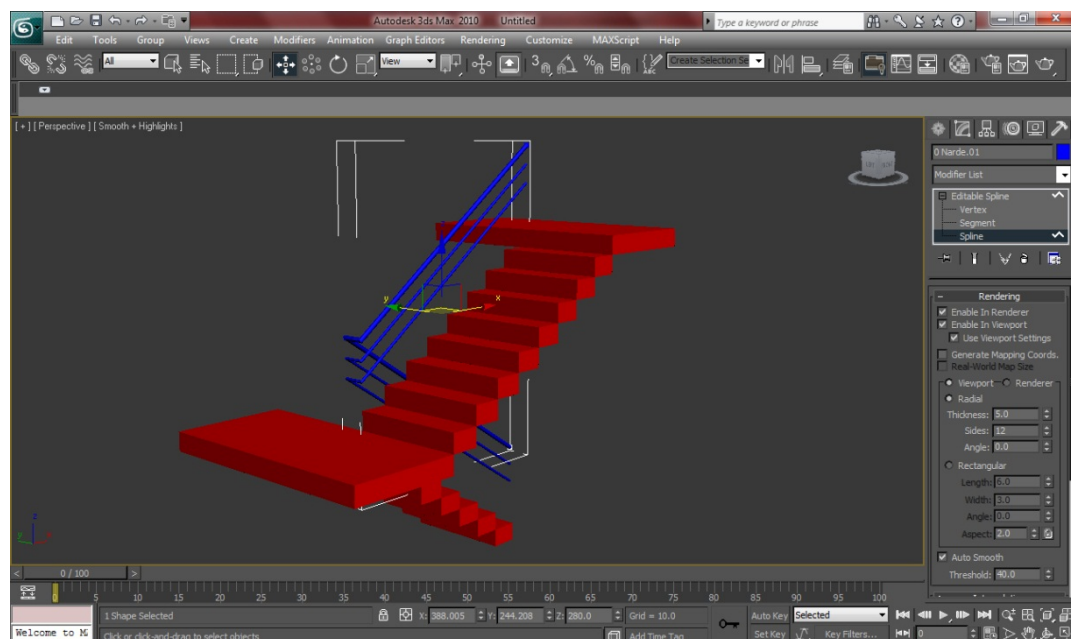 Autodesk 3ds Max 2010 Untitled
Type a keyword or phrase
Edit Tools Group Views Create Modifiers Animation Graph Editors Rendering Customize MAXScript Help
All
View
3
%
Create Selection Se
[ + ] [ Perspective ] [ Smooth + Highlights ]
0 Narde.01
Modifier List
Editable Spline
Vertex
Segment
Spline
Rendering
Enable In Renderer
Enable In Viewport
Use Viewport Settings
Generate Mapping Coords.
Real-World Map Size
Viewport Renderer
Radial
Thickness: 5.0
Sides: 12
Angle: 0.0
Rectangular
Length: 6.0
Width: 3.0
Angle: 0.0
Aspect: 2.0
Auto Smooth
Threshold: 40.0
y
x
z
0 / 100
0 5 10 15 20 25 30 35 40 45 50 55 60 65 70 75 80 85 90 95 100
1 Shape Selected
X: 388.005 Y: 244.208 Z: 280.0
Grid = 10.0
Auto Key Selected
Welcome to M
Click or click-and-drag to select objects
Add Time Tag
Set Key Key Filters...
0